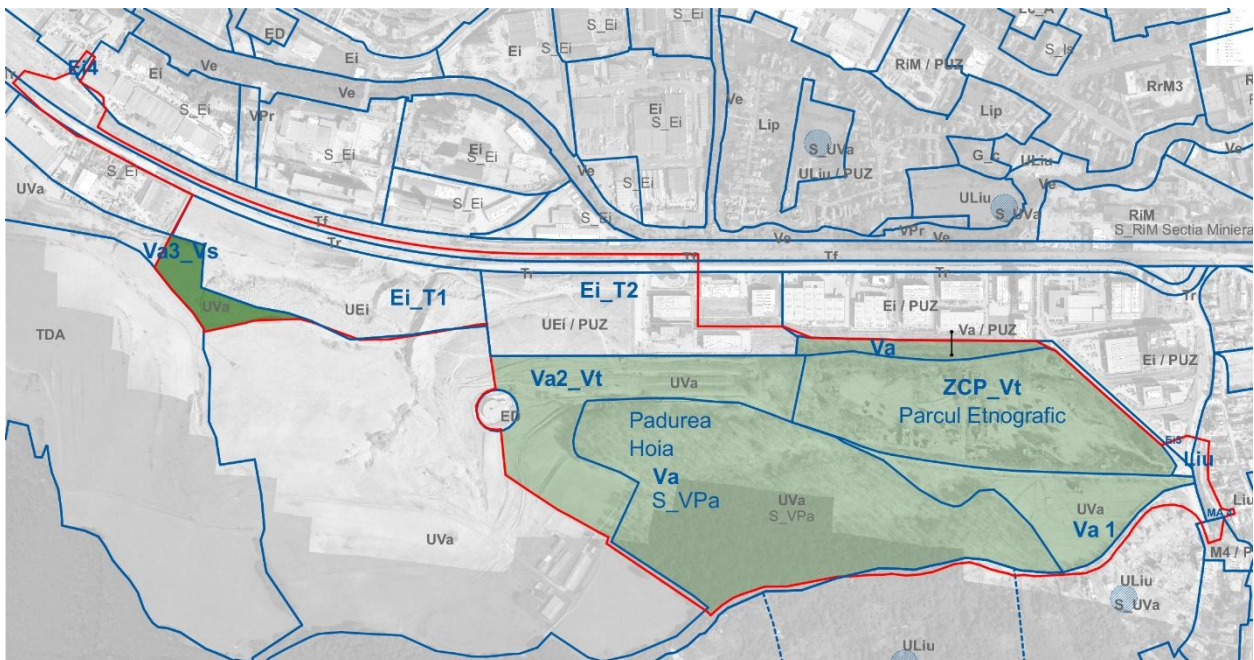 ED
Lc_A
Ei4
Ei
Ve
Ei
Ei
S_Ei
S_Is
RiM / PUZ
RrM3
Ve
S_Ei
VPr
Ei
S_Ei
Ve
Lip
Lip
S_Ei
Ei
S_Ei
S_UVa
G_c
ULiu
Ve
S_Ei
ULiu / PUZ
Ve
UVa
Ve
ULiu
S_UVa
RiM
S_Ei
S_Ei
VPr
Ve
Ve
S_RiM Sectia Miniera
Tf
Tr
Tf
Tf
Va3_Vs
Tr
Tr
Tr
UVa
UEi
Ei_T1
Ei_T2
UEi / PUZ
Ei / PUZ
Va / PUZ
TDA
Va
Ei / PUZ
Va2_Vt
UVa
ZCP_Vt
Parcul Etnografic
ED
Padurea
Hoia
Va
S_VPa
Ei3
Liu
UVa
S_VPa
UVa
Liu
Va 1
UVa
ULiu
S_UVa
ULiu